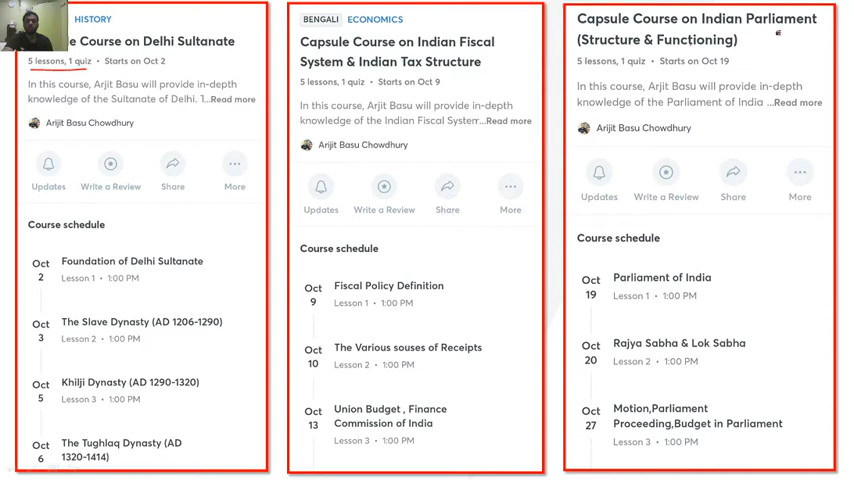 HISTORY
Course on Delhi Sultanate
5 lessons, 1 quiz • Starts on Oct 2
In this course, Arjit Basu will provide in-depth
knowledge of the Sultanate of Delhi. T...Read more
Arijit Basu Chowdhury
Updates Write a Review Share More
Course schedule
Oct 2
Foundation of Delhi Sultanate
Lesson 1 • 1:00 PM
Oct 3
The Slave Dynasty (AD 1206-1290)
Lesson 2 • 1:00 PM
Oct 5
Khilji Dynasty (AD 1290-1320)
Lesson 3 • 1:00 PM
Oct 6
The Tughlaq Dynasty (AD
1320-1414)
BENGALI ECONOMICS
Capsule Course on Indian Fiscal
System & Indian Tax Structure
5 lessons, 1 quiz • Starts on Oct 9
In this course, Arjit Basu will provide in-depth
knowledge of the Indian Fiscal System...Read more
Arijit Basu Chowdhury
Updates Write a Review Share More
Course schedule
Oct 9
Fiscal Policy Definition
Lesson 1 • 1:00 PM
Oct 10
The Various souses of Receipts
Lesson 2 • 1:00 PM
Oct 13
Union Budget , Finance
Commission of India
Lesson 3 • 1:00 PM
Capsule Course on Indian Parliament
(Structure & Functioning)
5 lessons, 1 quiz • Starts on Oct 19
In this course, Arjit Basu will provide in-depth
knowledge of the Parliament of India ...Read more
Arijit Basu Chowdhury
Updates Write a Review Share More
Course schedule
Oct 19
Parliament of India
Lesson 1 • 1:00 PM
Oct 20
Rajya Sabha & Lok Sabha
Lesson 2 • 1:00 PM
Oct 27
Motion,Parliament
Proceeding,Budget in Parliament
Lesson 3 • 1:00 PM